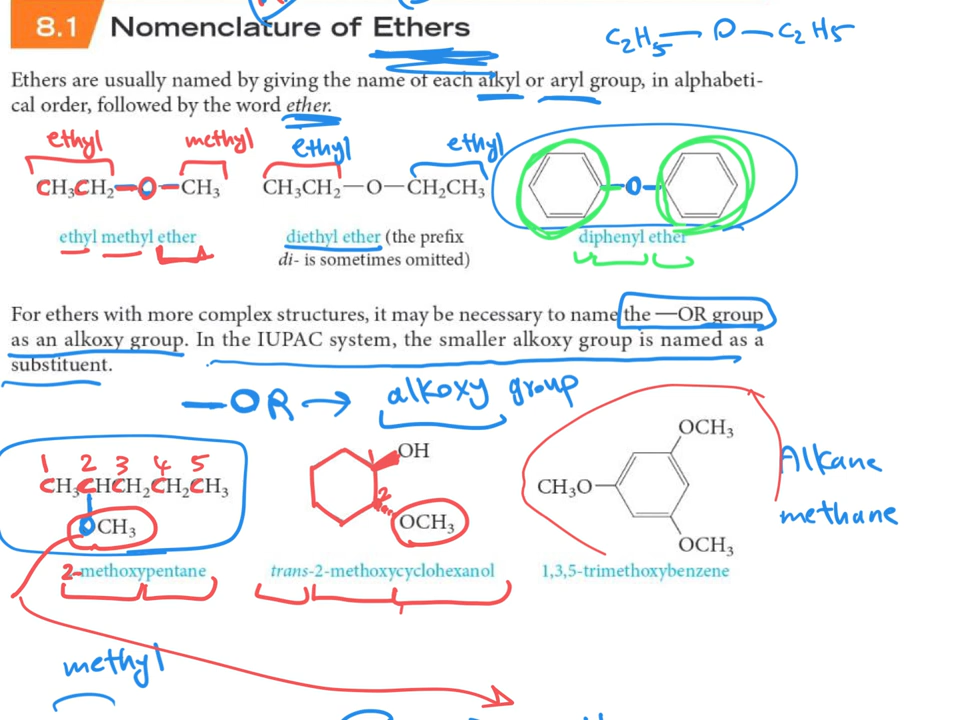 8.1 Nomenclature of Ethers
C₂H₅—O—C₂H5
Ethers are usually named by giving the name of each alkyl or aryl group, in alphabeti-
cal order, followed by the word ether.
ethyl methyl ethyl ethyl
CH₃CH₂—O—CH₃ CH₃CH₂—O—CH₂CH₃ —O—
ethyl methyl ether diethyl ether (the prefix diphenyl ether
di- is sometimes omitted)
For ethers with more complex structures, it may be necessary to name the —OR group
as an alkoxy group. In the IUPAC system, the smaller alkoxy group is named as a
substituent.
—OR → alkoxy group
1 2 3 4 5
CH₃CHCH₂CH₂CH₃
OCH₃
OH
2
OCH₃
OCH₃
CH₃O
OCH₃
Alkane
methane
2-methoxypentane trans-2-methoxycyclohexanol 1,3,5-trimethoxybenzene
methyl